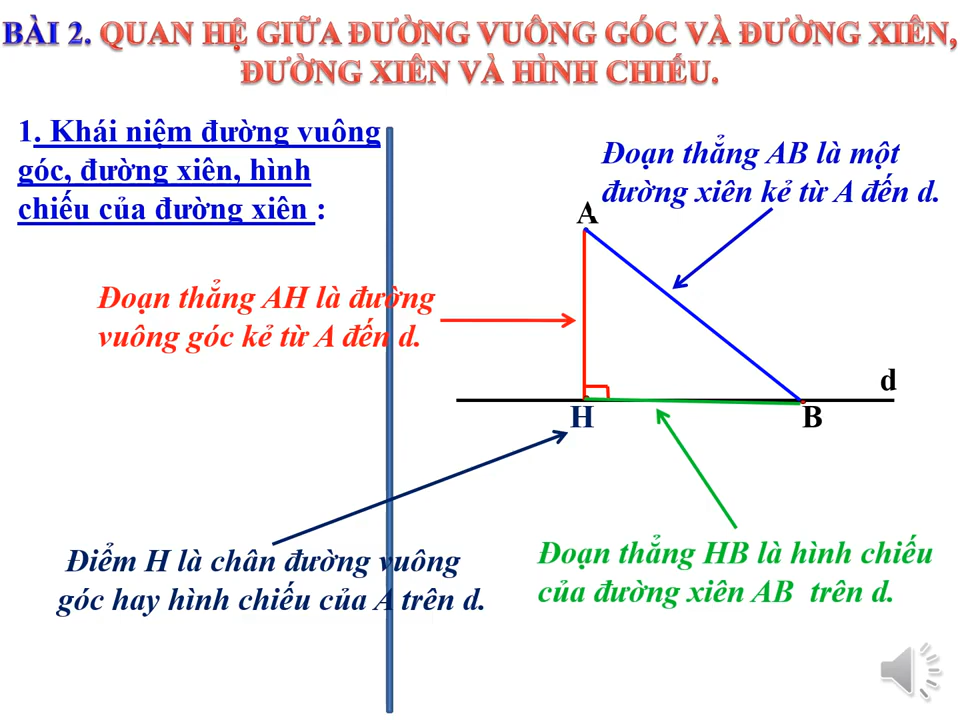 BÀI 2. QUAN HỆ GIỮA ĐƯỜNG VUÔNG GÓC VÀ ĐƯỜNG XIÊN,
ĐƯỜNG XIÊN VÀ HÌNH CHIẾU.
1. Khái niệm đường vuông
góc, đường xiên, hình
chiếu của đường xiên :
Đoạn thẳng AB là một
đường xiên kẻ từ A đến d.
A
Đoạn thẳng AH là đường
vuông góc kẻ từ A đến d.
d
H
B
Điểm H là chân đường vuông
góc hay hình chiếu của A trên d.
Đoạn thẳng HB là hình chiếu
của đường xiên AB trên d.